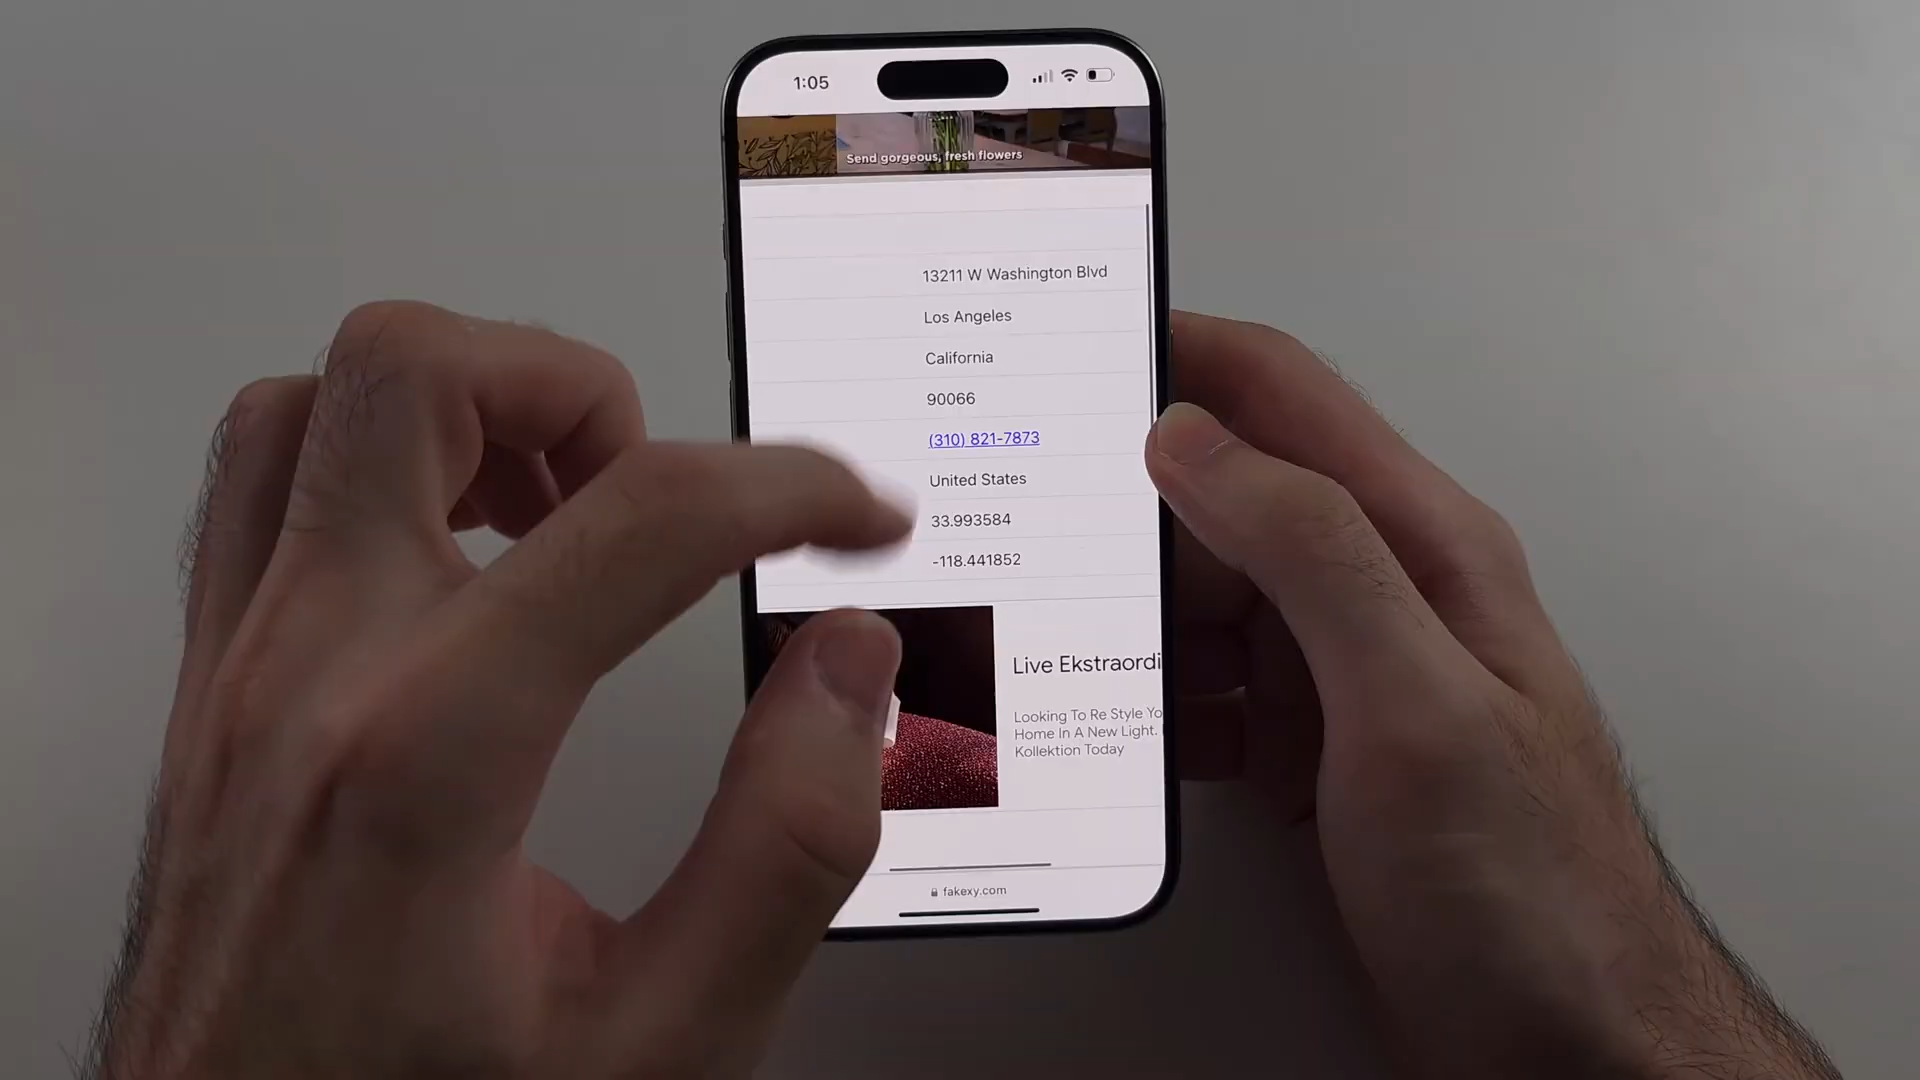 1:05
Send gorgeous, fresh flowers
13211 W Washington Blvd
Los Angeles
California
90066
(310) 821-7873
United States
33.993584
-118.441852
Live Ekstraordi
Looking To Re Style Yo
Home In A New Light.
Kollektion Today
fakexy.com